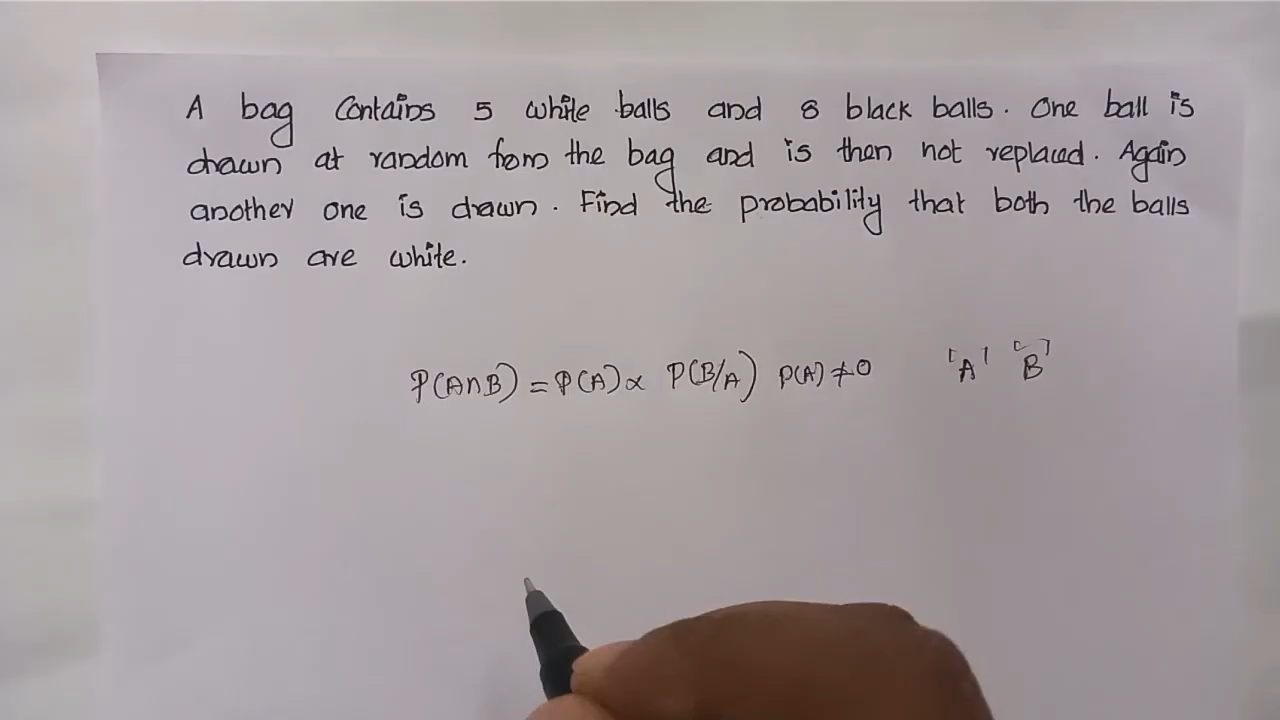 A bag Contains 5 white balls and 8 black balls. One ball is
drawn at random from the bag and is then not replaced. Again
another one is drawn. Find the probability that both the balls
drawn are white.
P(A∩B) = P(A) × P(B/A) P(A) ≠ 0 'A' 'B'